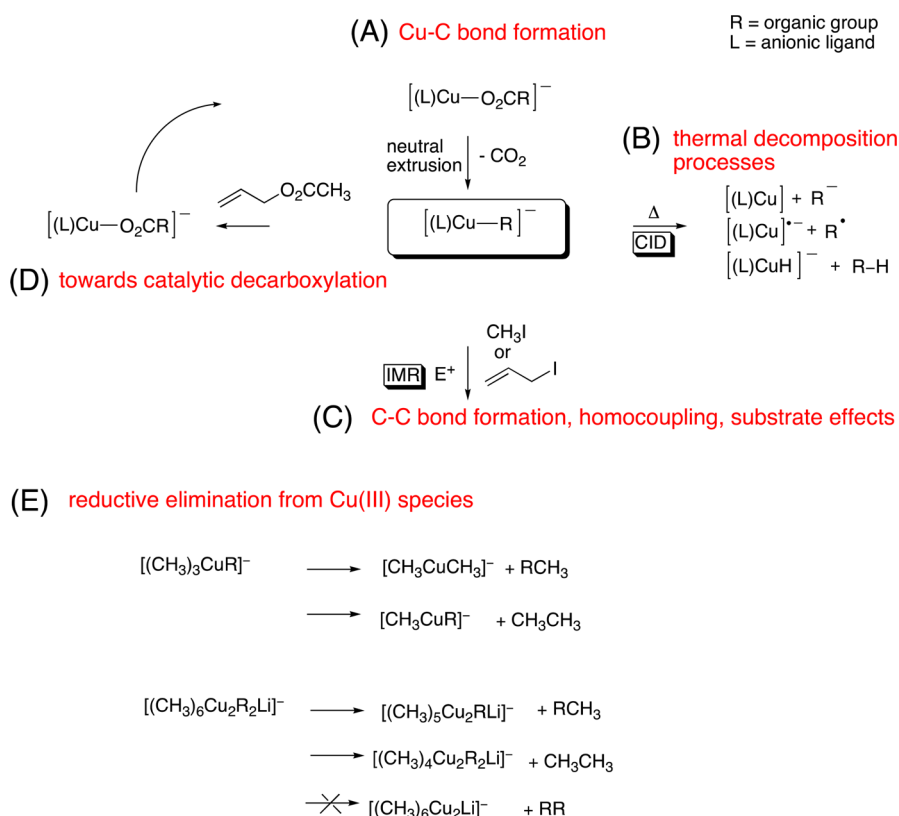 (A) Cu-C bond formation
R = organic group
L = anionic ligand
[(L)Cu—O₂CR]⁻
neutral extrusion
- CO₂
(B) thermal decomposition processes
[(L)Cu—O₂CR]⁻
O₂CCH₃
[(L)Cu—R]⁻
Δ
CID
[(L)Cu] + R⁻
[(L)Cu]•⁻ + R•
[(L)CuH]⁻ + R–H
(D) towards catalytic decarboxylation
IMR E⁺
CH₃I
or
I
(C) C-C bond formation, homocoupling, substrate effects
(E) reductive elimination from Cu(III) species
[(CH₃)₃CuR]⁻ [CH₃CuCH₃]⁻ + RCH₃
[CH₃CuR]⁻ + CH₃CH₃
[(CH₃)₆Cu₂R₂Li]⁻ [(CH₃)₅Cu₂RLi]⁻ + RCH₃
[(CH₃)₄Cu₂R₂Li]⁻ + CH₃CH₃
[(CH₃)₆Cu₂Li]⁻ + RR